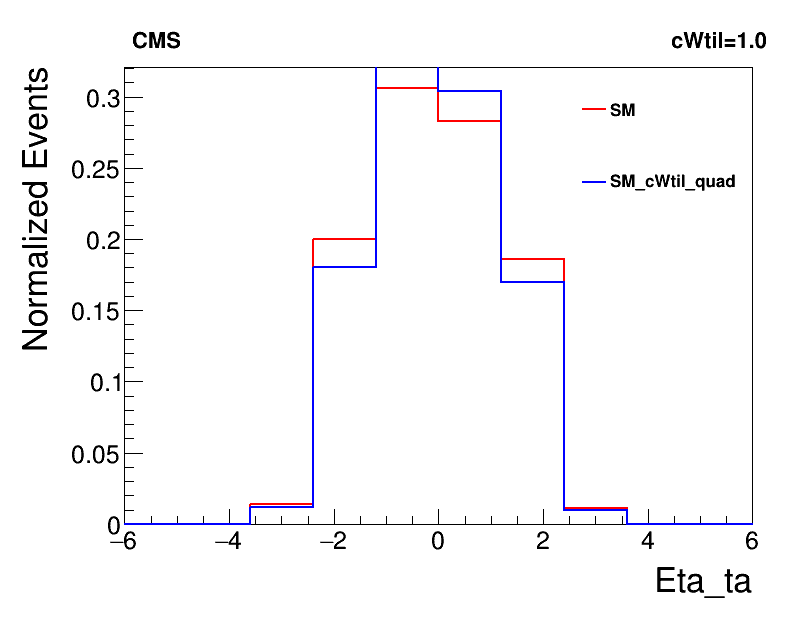 CMS
cWtil=1.0
Normalized Events
0.3
0.25
0.2
0.15
0.1
0.05
0
SM
SM_cWtil_quad
−6
−4
−2
0
2
4
6
Eta_ta